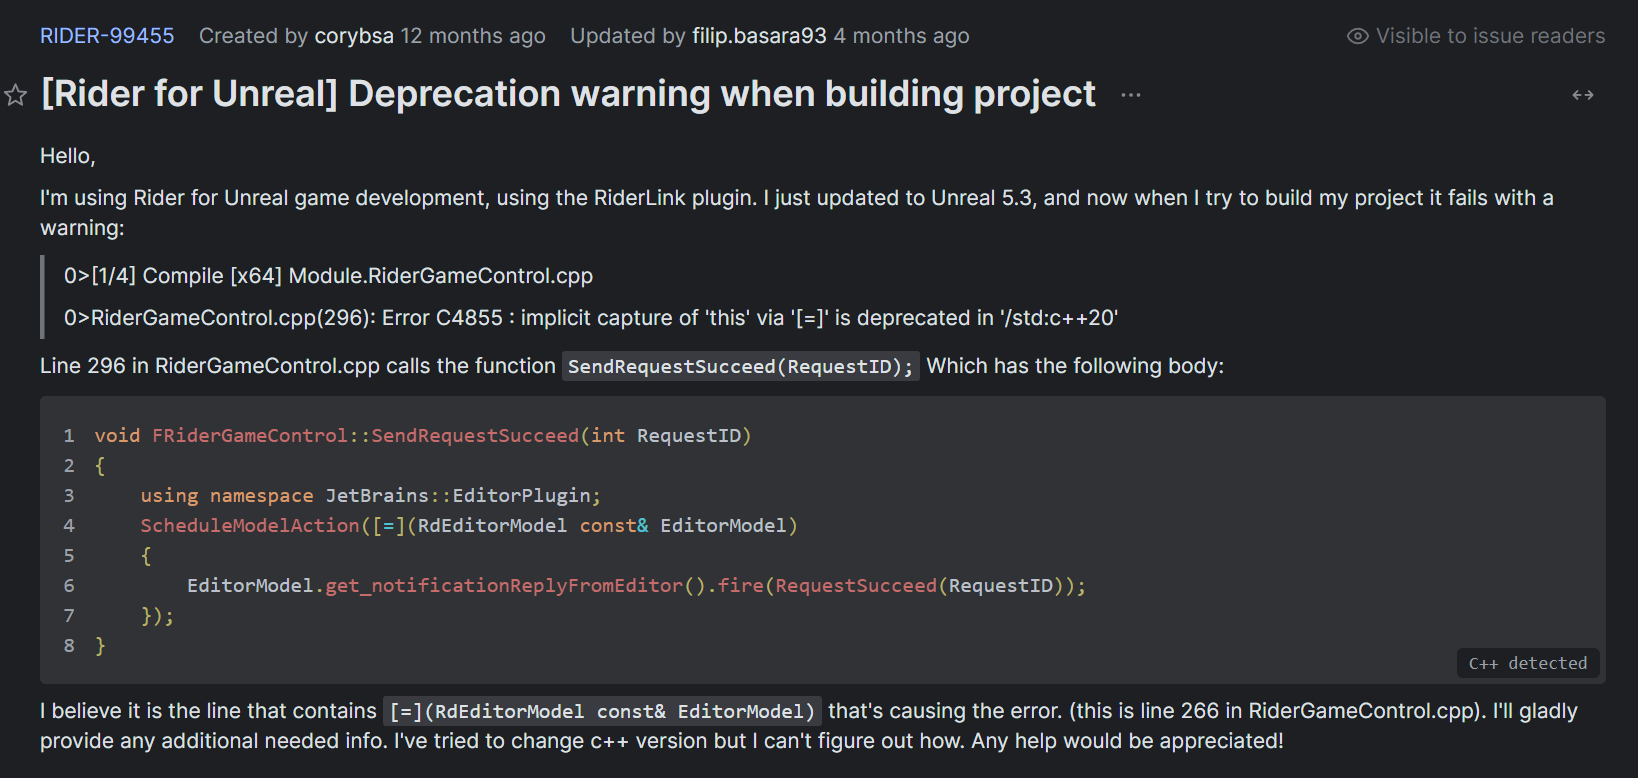 RIDER-99455 Created by corybsa 12 months ago Updated by filip.basara93 4 months ago Visible to issue readers
[Rider for Unreal] Deprecation warning when building project ...
Hello,
I'm using Rider for Unreal game development, using the RiderLink plugin. I just updated to Unreal 5.3, and now when I try to build my project it fails with a
warning:
0>[1/4] Compile [x64] Module.RiderGameControl.cpp
0>RiderGameControl.cpp(296): Error C4855 : implicit capture of 'this' via '[=]' is deprecated in '/std:c++20'
Line 296 in RiderGameControl.cpp calls the function SendRequestSucceed(RequestID); Which has the following body:
1 void FRiderGameControl::SendRequestSucceed(int RequestID)
2 {
3     using namespace JetBrains::EditorPlugin;
4     ScheduleModelAction([=](RdEditorModel const& EditorModel)
5     {
6         EditorModel.get_notificationReplyFromEditor().fire(RequestSucceed(RequestID));
7     });
8 }
C++ detected
I believe it is the line that contains [=](RdEditorModel const& EditorModel) that's causing the error. (this is line 266 in RiderGameControl.cpp). I'll gladly
provide any additional needed info. I've tried to change c++ version but I can't figure out how. Any help would be appreciated!